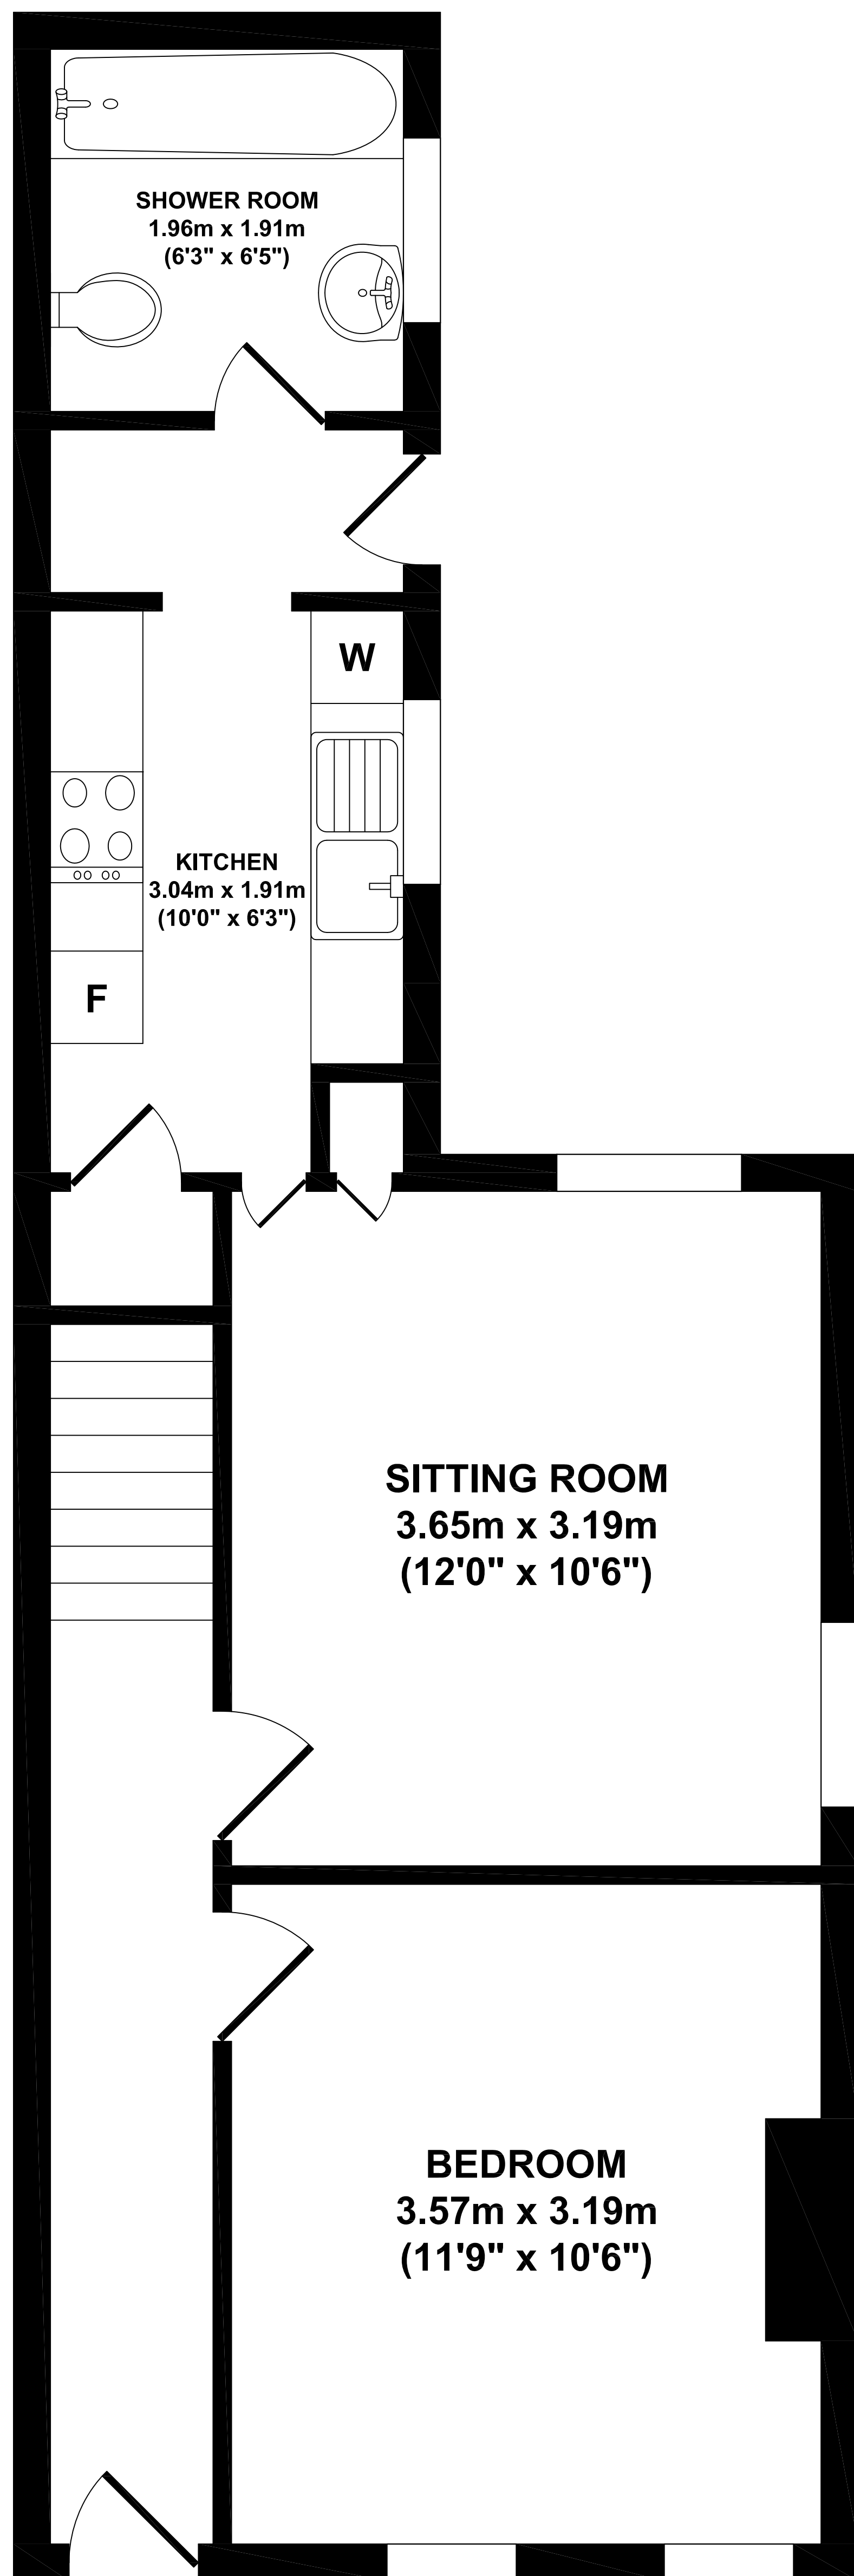 SHOWER ROOM
1.96m x 1.91m
(6'3" x 6'5")
W
KITCHEN
3.04m x 1.91m
(10'0" x 6'3")
F
SITTING ROOM
3.65m x 3.19m
(12'0" x 10'6")
BEDROOM
3.57m x 3.19m
(11'9" x 10'6")